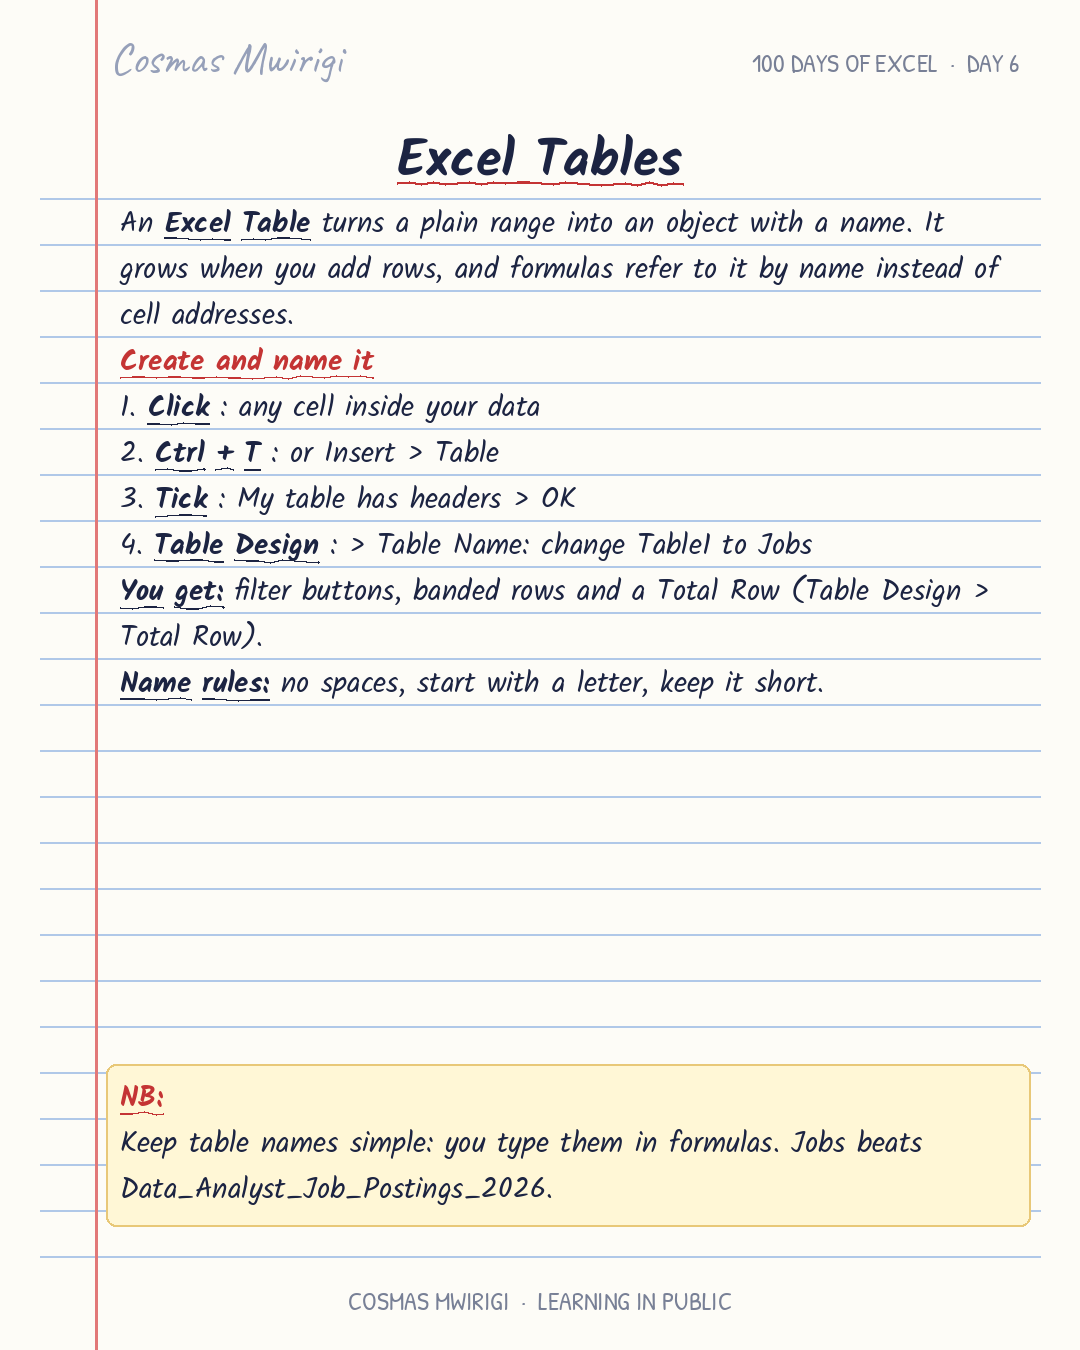 Cosmas Mwirigi
100 DAYS OF EXCEL · DAY 6
Excel Tables
An Excel Table turns a plain range into an object with a name. It
grows when you add rows, and formulas refer to it by name instead of
cell addresses.
Create and name it
1. Click : any cell inside your data
2. Ctrl + T : or Insert > Table
3. Tick : My table has headers > OK
4. Table Design : > Table Name: change Table1 to Jobs
You get: filter buttons, banded rows and a Total Row (Table Design >
Total Row).
Name rules: no spaces, start with a letter, keep it short.
NB:
Keep table names simple: you type them in formulas. Jobs beats
Data_Analyst_Job_Postings_2026.
COSMAS MWIRIGI · LEARNING IN PUBLIC